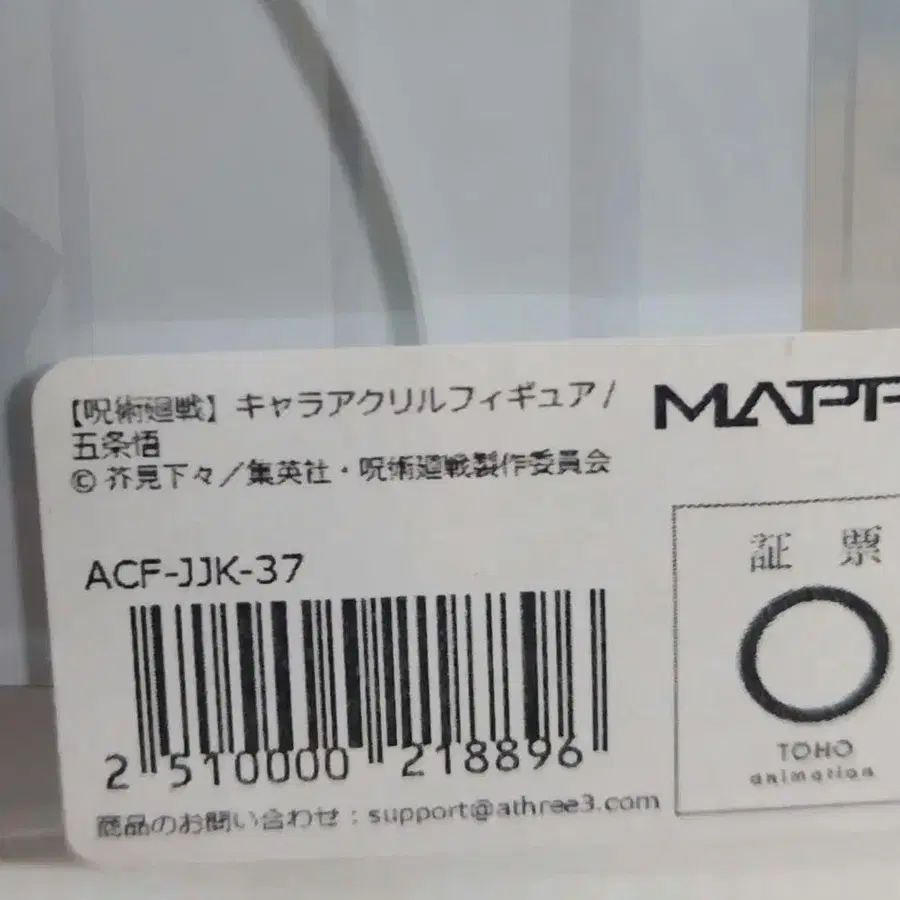 【呪術廻戦】キャラアクリルフィギュア/
五条悟
© 芥見下々／集英社・呪術廻戦製作委員会
MAPP
ACF-JJK-37
2 510000 218896
商品のお問い合わせ：support@athree3.com
証 票
TOHO
animation